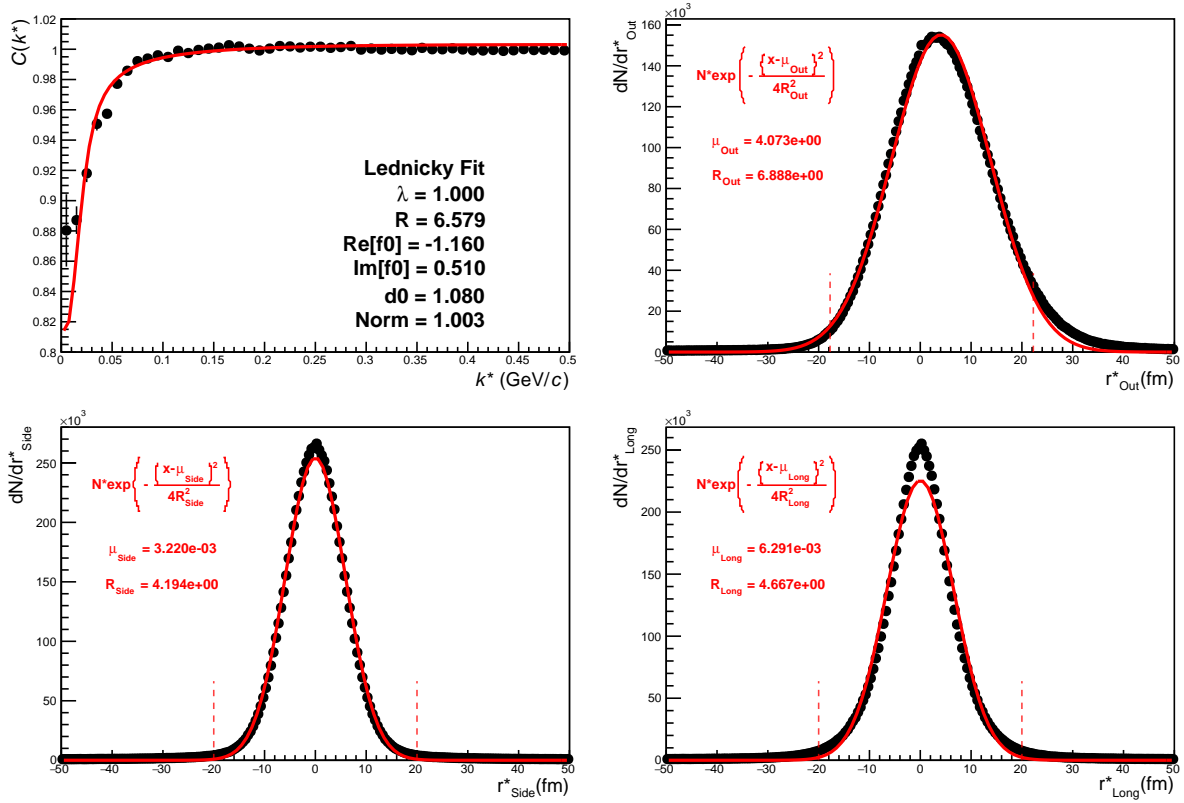 C(k*)
1.02
1
0.98
0.96
0.94
0.92
0.9
0.88
0.86
0.84
0.82
0.8
Lednicky Fit
λ = 1.000
R = 6.579
Re[f0] = -1.160
Im[f0] = 0.510
d0 = 1.080
Norm = 1.003
0 0.05 0.1 0.15 0.2 0.25 0.3 0.35 0.4 0.45 0.5
k* (GeV/c)
×10³
dN/dr*Out
160
140
120
100
80
60
40
20
0
N*exp(- {x-μOut}² / 4R²Out)
μOut = 4.073e+00
ROut = 6.888e+00
−50 −40 −30 −20 −10 0 10 20 30 40 50
r*Out(fm)
×10³
dN/dr*Side
250
200
150
100
50
0
N*exp{- {x-μSide}² / 4R²Side}
μSide = 3.220e-03
RSide = 4.194e+00
−50 −40 −30 −20 −10 0 10 20 30 40 50
r*Side(fm)
×10³
dN/dr*Long
250
200
150
100
50
0
N*exp(- {x-μLong}² / 4R²Long)
μLong = 6.291e-03
RLong = 4.667e+00
−50 −40 −30 −20 −10 0 10 20 30 40 50
r*Long(fm)